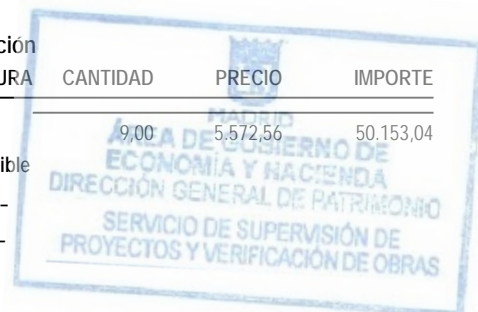 ción
URA CANTIDAD PRECIO IMPORTE
9,00 5.572,56 50.153,04
ible
-
-
MADRID
ÁREA DE GOBIERNO DE
ECONOMÍA Y HACIENDA
DIRECCIÓN GENERAL DE PATRIMONIO
SERVICIO DE SUPERVISIÓN DE
PROYECTOS Y VERIFICACIÓN DE OBRAS